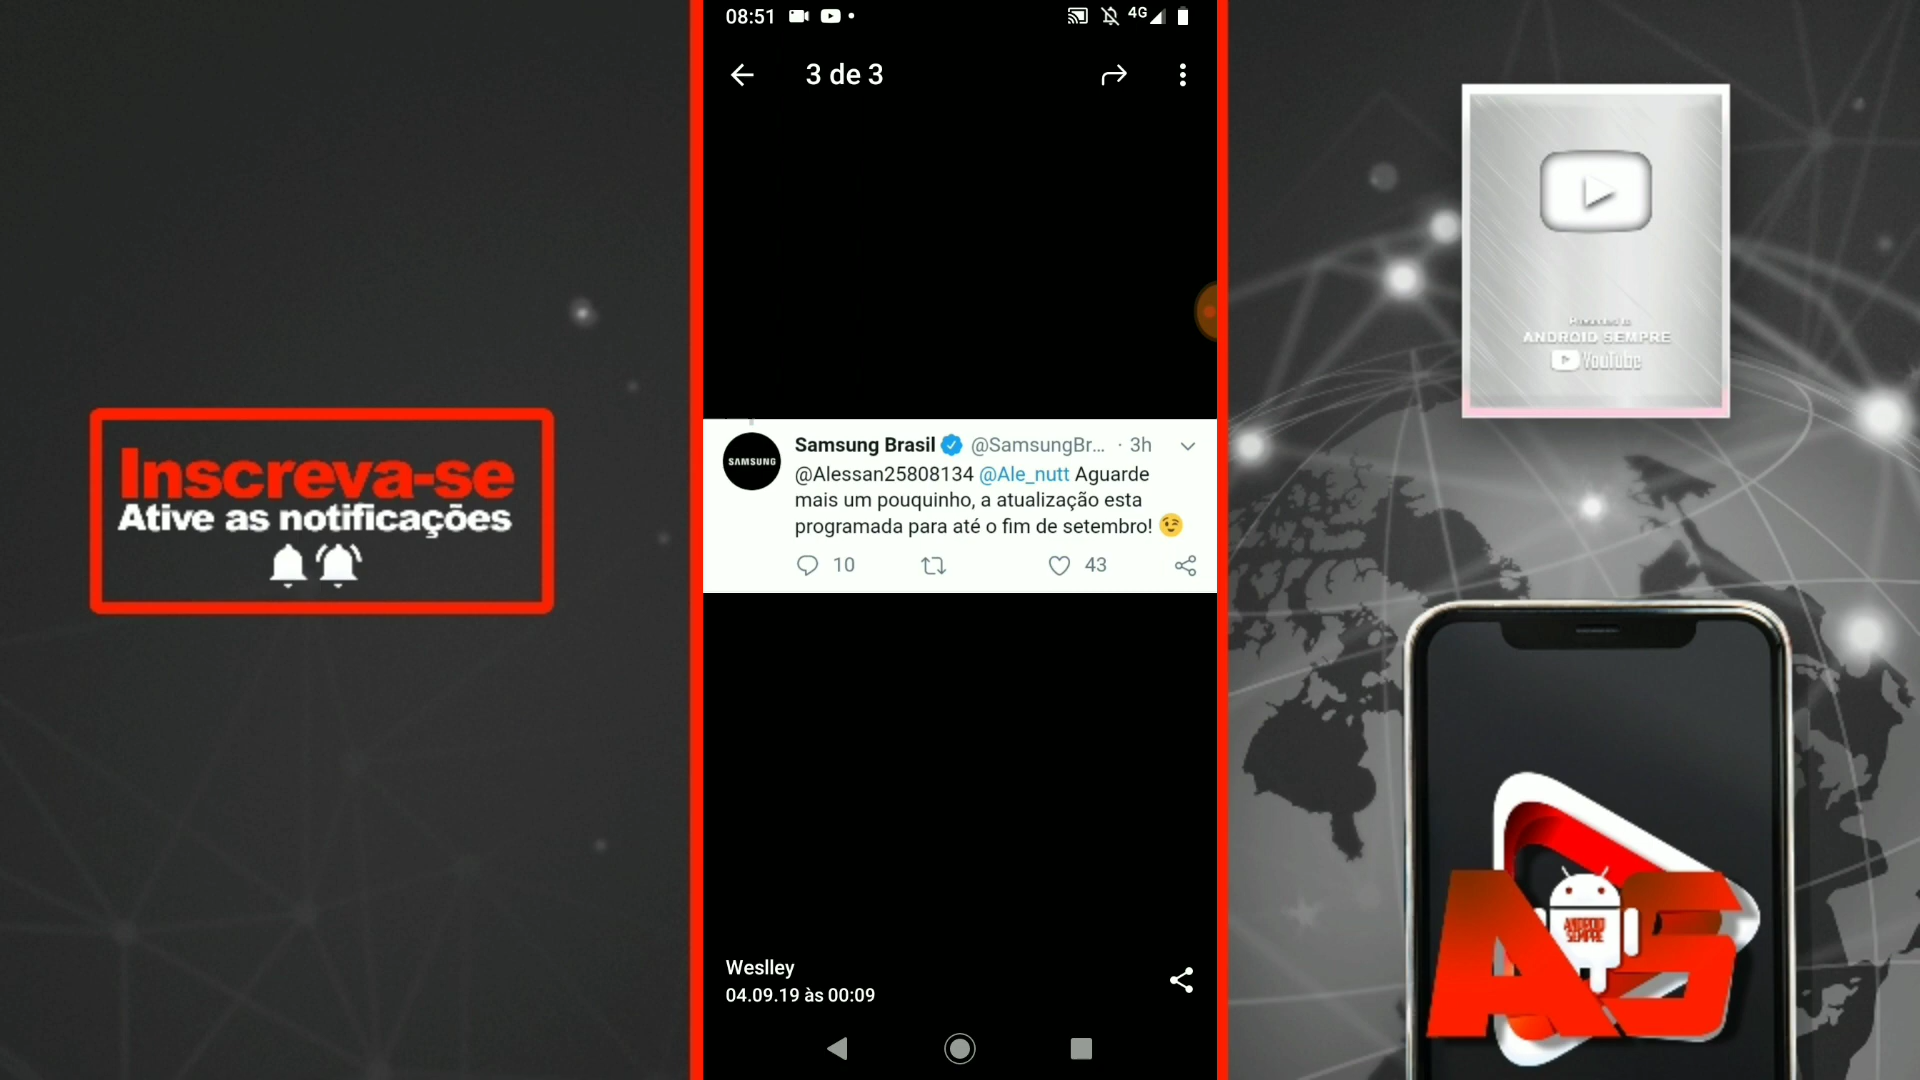 08:51
4G
3 de 3
Inscreva-se
Ative as notificações
SAMSUNG
Samsung Brasil @SamsungBr... · 3h
@Alessan25808134 @Ale_nutt Aguarde
mais um pouquinho, a atualização esta
programada para até o fim de setembro! 😉
10
43
Weslley
04.09.19 às 00:09
ANDROID SEMPRE
YouTube
ANDROID
SEMPRE
AS